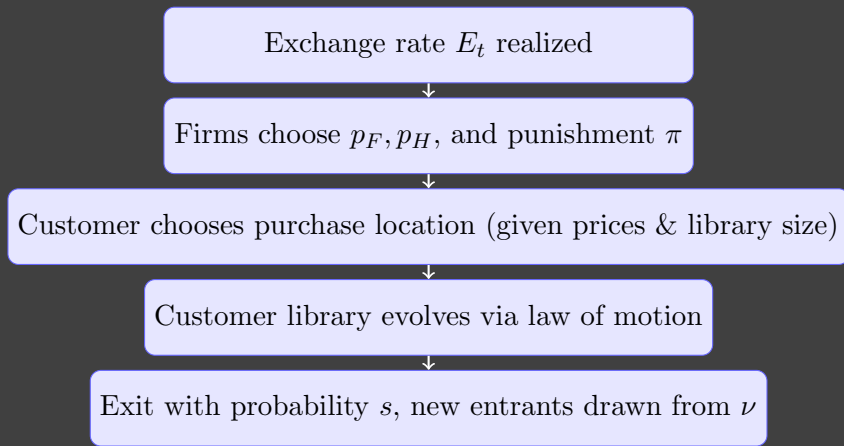 Exchange rate E_t realized
Firms choose p_F, p_H, and punishment π
Customer chooses purchase location (given prices & library size)
Customer library evolves via law of motion
Exit with probability s, new entrants drawn from ν